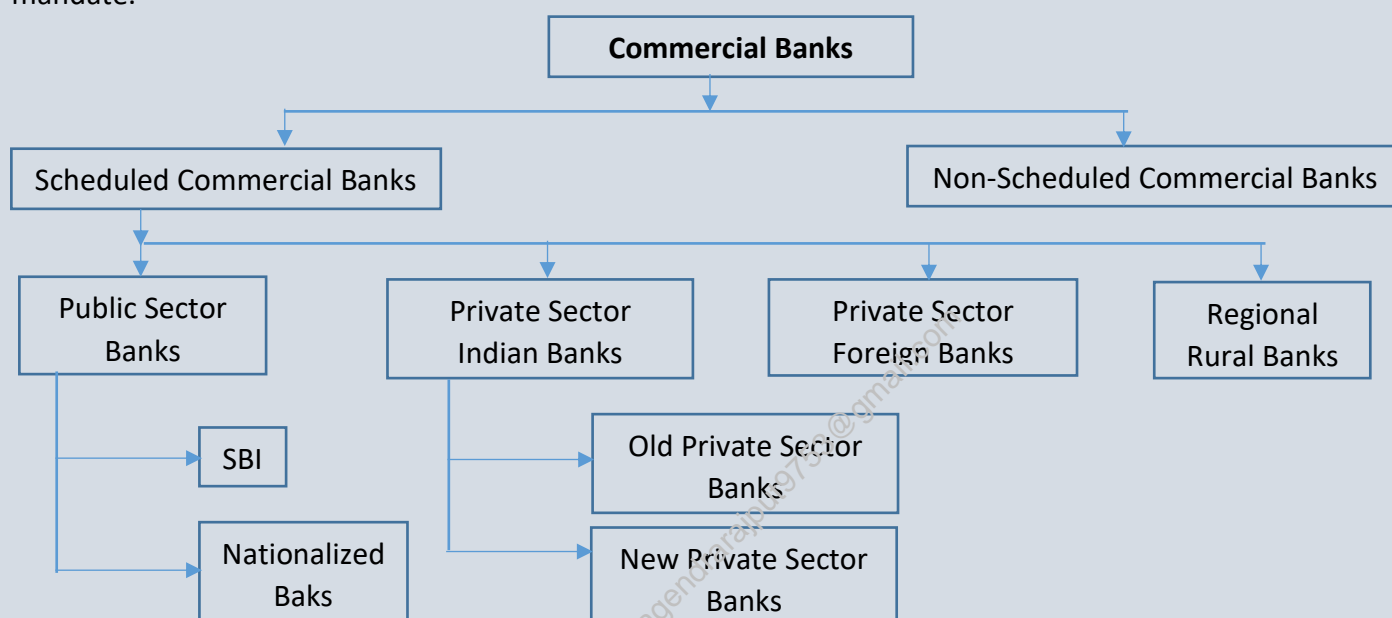 mandate.
Commercial Banks
Scheduled Commercial Banks
Non-Scheduled Commercial Banks
Public Sector
Banks
Private Sector
Indian Banks
Private Sector
Foreign Banks
Regional
Rural Banks
SBI
Old Private Sector
Banks
Nationalized
Baks
New Private Sector
Banks